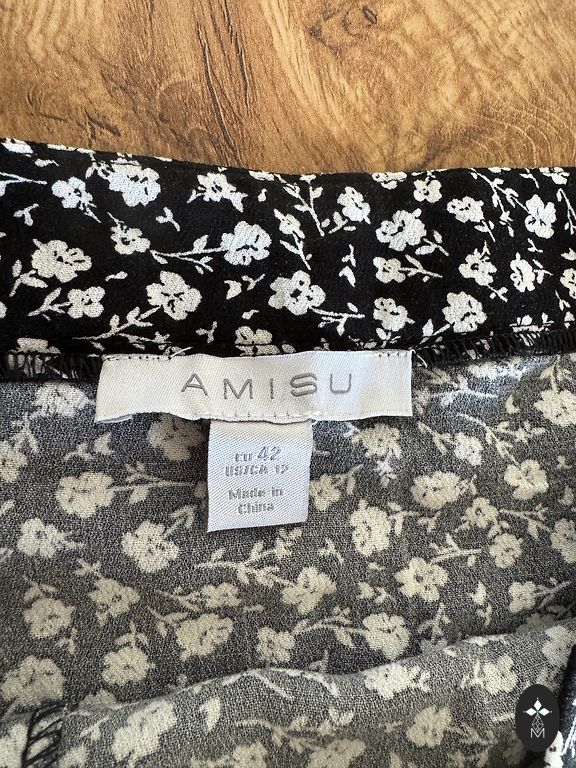 AMISU
EU 42
US/CA 12
Made in
China
M